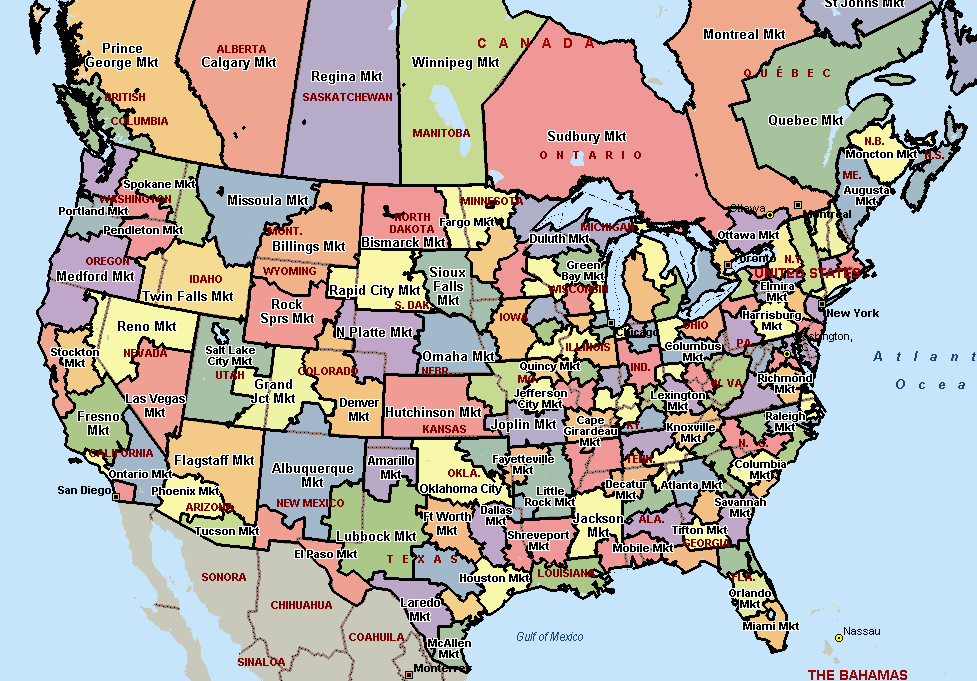 St Johns Mkt
Montreal Mkt
C A N A D A
Prince
George Mkt
ALBERTA
Calgary Mkt
Regina Mkt
SASKATCHEWAN
Winnipeg Mkt
MANITOBA
QUÉBEC
Quebec Mkt
BRITISH
COLUMBIA
Sudbury Mkt
ONTARIO
N.B.
Moncton Mkt
N.S.
ME.
Augusta
Mkt
Spokane Mkt
WASHINGTON
Portland Mkt
Pendleton Mkt
Missoula Mkt
MONT.
Billings Mkt
NORTH
DAKOTA
Bismarck Mkt
MINNESOTA
Fargo Mkt
Duluth Mkt
MICHIGAN
Ottawa
Montreal
Ottawa Mkt
Toronto
N.Y.
UNITED STATES
Elmira
Mkt
OREGON
Medford Mkt
IDAHO
Twin Falls Mkt
WYOMING
Rock
Sprs Mkt
Rapid City Mkt
S. DAK.
Sioux
Falls
Mkt
Green
Bay Mkt
WISCONSIN
New York
Harrisburg
Mkt
PA.
Reno Mkt
NEVADA
Stockton
Mkt
Salt Lake
City Mkt
UTAH
N Platte Mkt
Omaha Mkt
NEBR.
IOWA
Chicago
ILLINOIS
Quincy Mkt
IND.
OHIO
Columbus
Mkt
Atlant
Ocea
Las Vegas
Mkt
Grand
Jct Mkt
COLORADO
Denver
Mkt
Hutchinson Mkt
KANSAS
MO.
Jefferson
City Mkt
Joplin Mkt
Cape
Girardeau
Mkt
KY.
Lexington
Mkt
W. VA.
Richmond
Mkt
Fresno
Mkt
CALIFORNIA
Ontario Mkt
San Diego
Flagstaff Mkt
Phoenix Mkt
ARIZONA
Tucson Mkt
Albuquerque
Mkt
NEW MEXICO
Amarillo
Mkt
OKLA.
Oklahoma City
Fayetteville
Mkt
Little
Rock Mkt
TENN.
Knoxville
Mkt
Raleigh
Mkt
N. C.
Columbia
Mkt
Decatur
Mkt
Atlanta Mkt
Savannah
Mkt
Lubbock Mkt
Ft Worth
Mkt
Dallas
Mkt
Shreveport
Mkt
Jackson
Mkt
ALA.
Mobile Mkt
Tifton Mkt
GEORGIA
El Paso Mkt
T E X A S
Houston Mkt
LOUISIANA
FLA.
Orlando
Mkt
Miami Mkt
SONORA
CHIHUAHUA
COAHUILA
SINALOA
Laredo
Mkt
McAllen
Mkt
Monterrey
Gulf of Mexico
Nassau
THE BAHAMAS